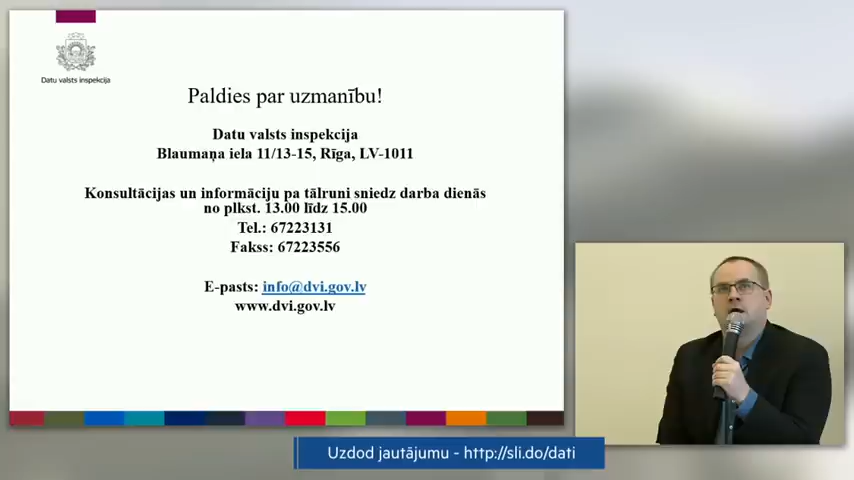 Datu valsts inspekcija
Paldies par uzmanību!
Datu valsts inspekcija
Blaumaņa iela 11/13-15, Rīga, LV-1011
Konsultācijas un informāciju pa tālruni sniedz darba dienās
no plkst. 13.00 līdz 15.00
Tel.: 67223131
Fakss: 67223556
E-pasts: info@dvi.gov.lv
www.dvi.gov.lv
Uzdod jautājumu - http://sli.do/dati